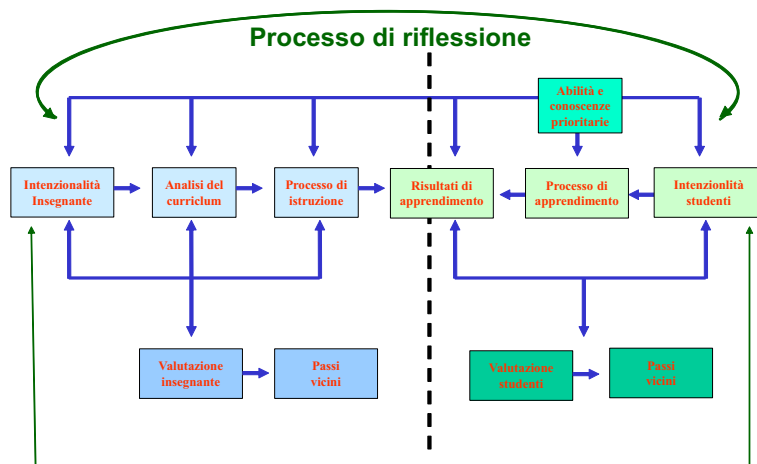 Processo di riflessione
Abilità e
conoscenze
prioritarie
Intenzionalità
Insegnante
Analisi del
curriclum
Processo di
istruzione
Risultati di
apprendimento
Processo di
apprendimento
Intenzionlità
studenti
Valutazione
insegnante
Passi
vicini
Valutazione
studenti
Passi
vicini